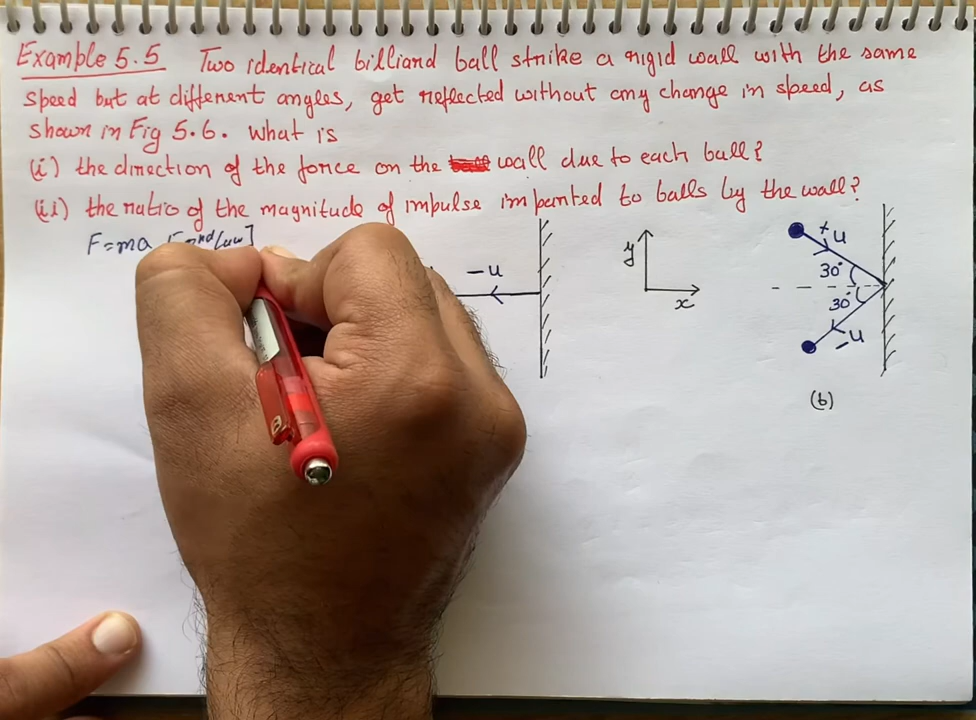 Example 5.5 Two identical billiard ball strike a rigid wall with the same
speed but at different angles, get reflected without any change in speed, as
shown in Fig 5.6. What is
(i) the direction of the force on the wall due to each ball?
(ii) the ratio of the magnitude of impulse imparted to balls by the wall?
F=ma [2nd Law]
-u
y
x
+u
30°
30°
-u
(b)